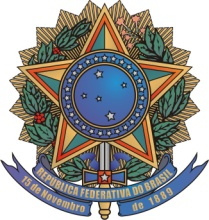 REPÚBLICA FEDERATIVA DO BRASIL
15 de Novembro de 1889